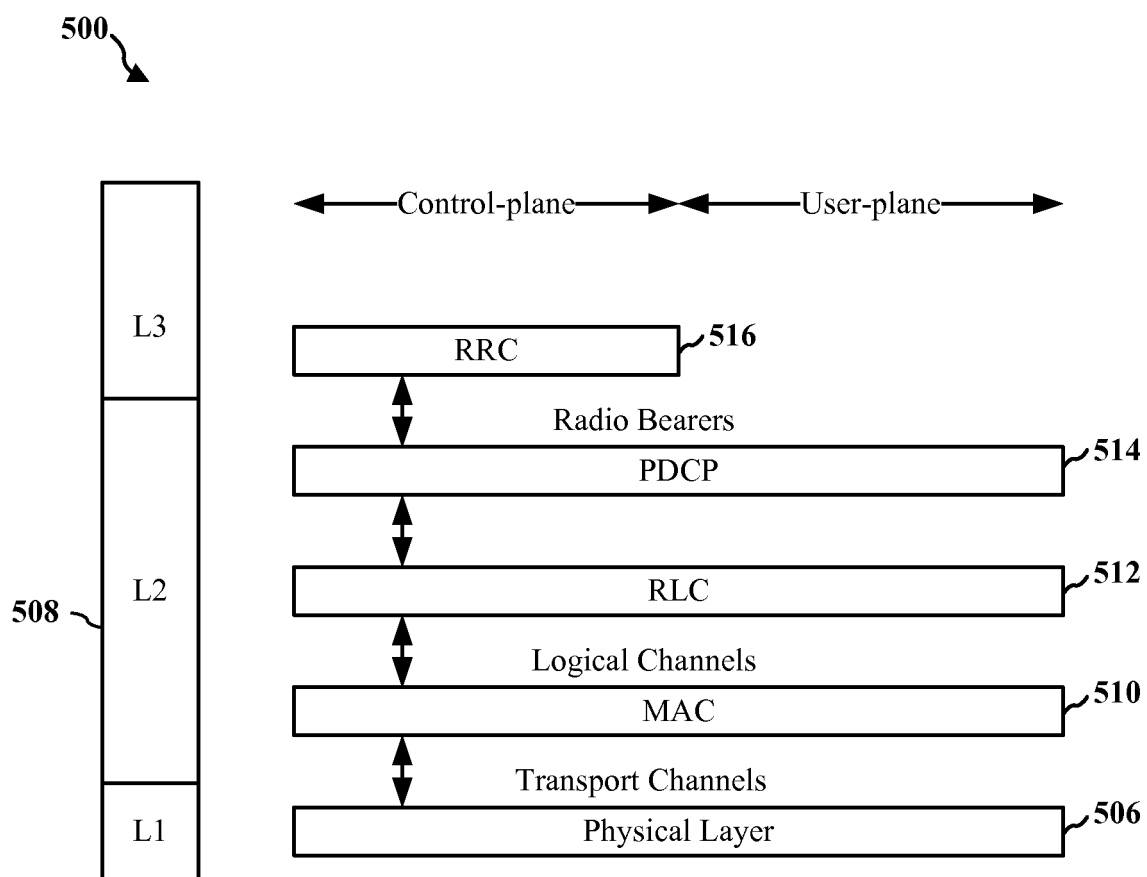 500
Control-plane User-plane
L3
RRC
516
Radio Bearers
514
PDCP
L2
512
RLC
508
Logical Channels
510
MAC
Transport Channels
506
L1
Physical Layer